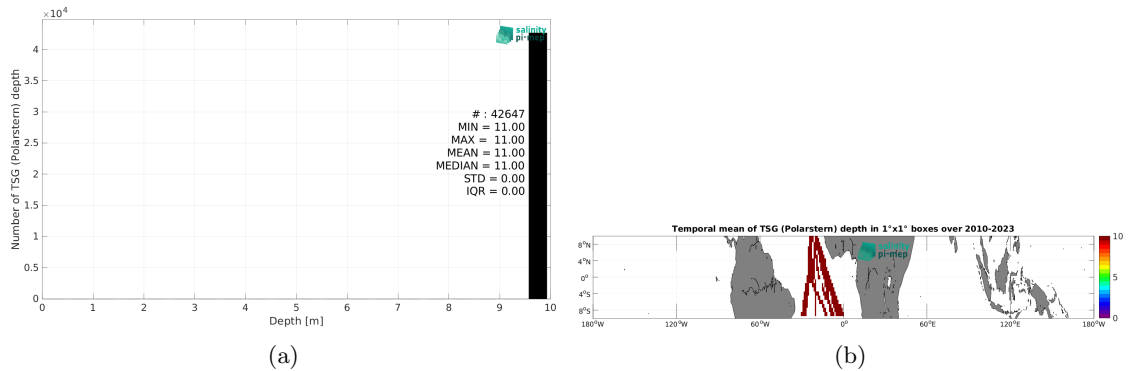 ×10⁴
4
3.5
3
2.5
2
1.5
1
0.5
0
Number of TSG (Polarstern) depth
salinity
pi-mep
# : 42647
MIN = 11.00
MAX = 11.00
MEAN = 11.00
MEDIAN = 11.00
STD = 0.00
IQR = 0.00
0 1 2 3 4 5 6 7 8 9 10
Depth [m]
(a)
Temporal mean of TSG (Polarstern) depth in 1°x1° boxes over 2010-2023
salinity
pi-mep
8°N
4°N
0°
4°S
8°S
180°W 120°W 60°W 0° 60°E 120°E 180°W
10
8
6
4
2
0
(b)